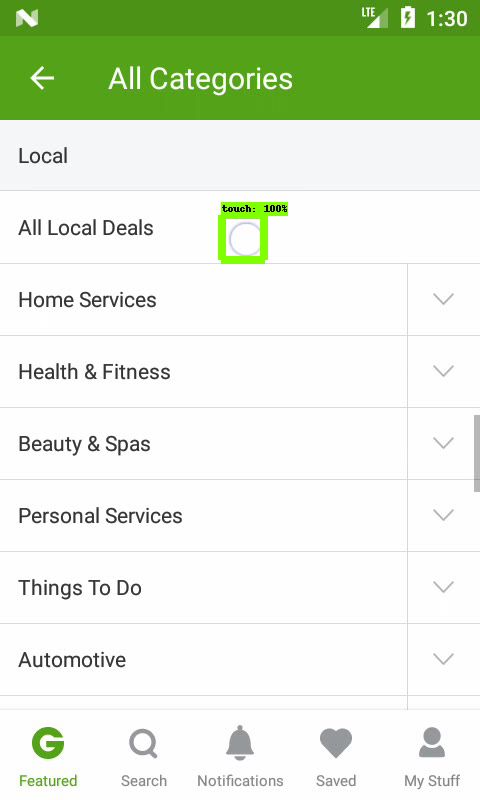 LTE 1:30
All Categories
Local
touch: 100%
All Local Deals
Home Services
Health & Fitness
Beauty & Spas
Personal Services
Things To Do
Automotive
Featured Search Notifications Saved My Stuff